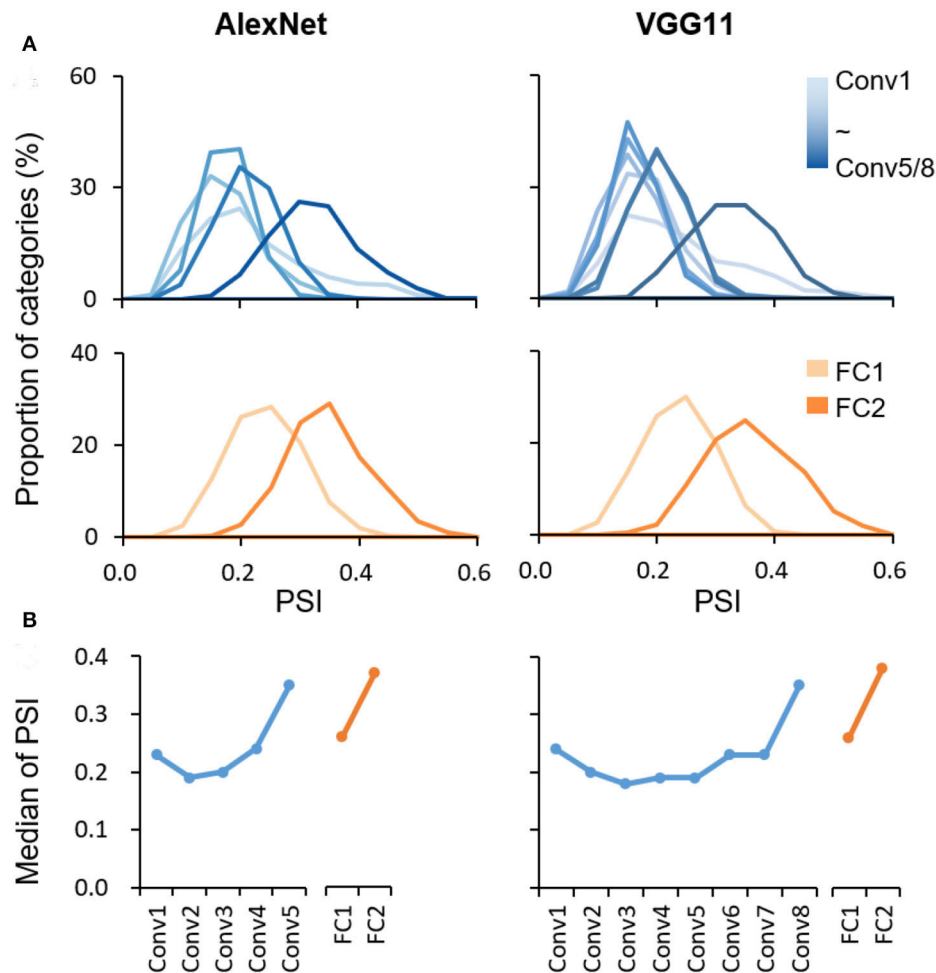 AlexNet
VGG11
A
60
30
0
Proportion of categories (%)
Conv1
~
Conv5/8
40
20
0
FC1
FC2
0.0 0.2 0.4 0.6
PSI
0.0 0.2 0.4 0.6
PSI
B
0.4
0.3
0.2
0.1
0.0
Median of PSI
Conv1 Conv2 Conv3 Conv4 Conv5 FC1 FC2
Conv1 Conv2 Conv3 Conv4 Conv5 Conv6 Conv7 Conv8 FC1 FC2